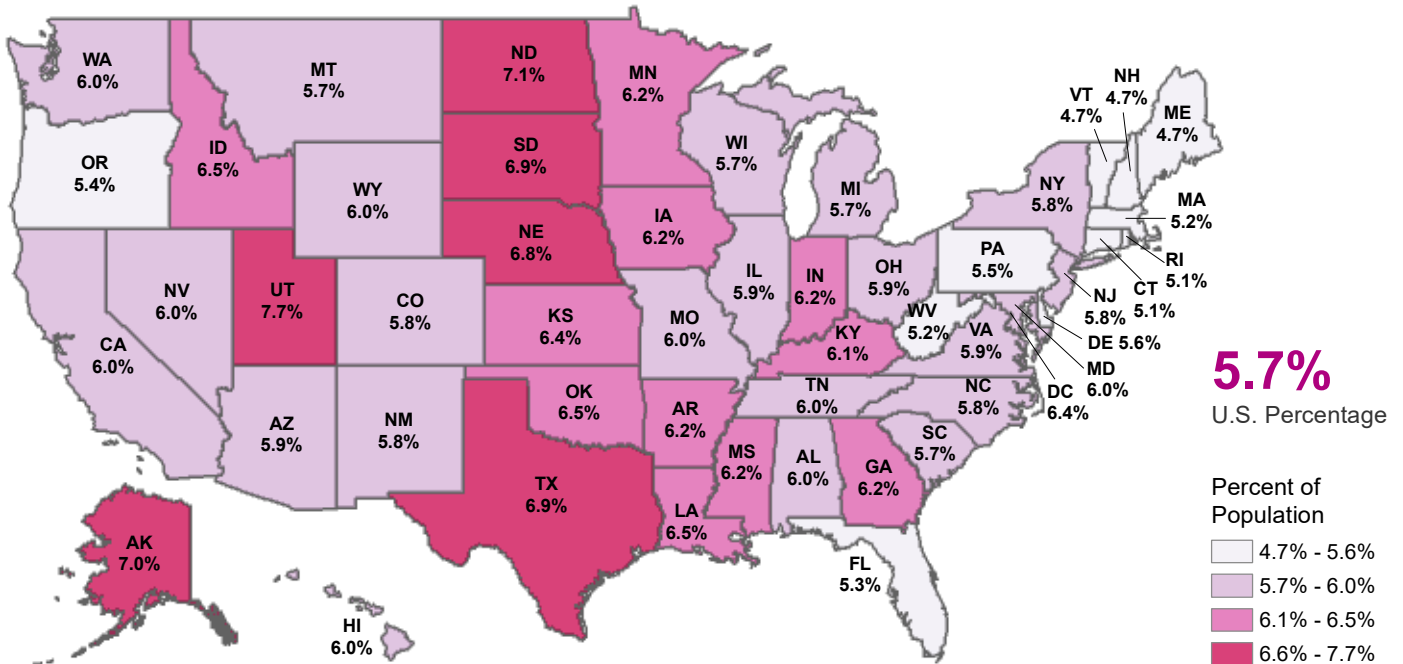 WA
6.0%
MT
5.7%
ND
7.1%
MN
6.2%
OR
5.4%
ID
6.5%
WY
6.0%
SD
6.9%
WI
5.7%
MI
5.7%
VT
4.7%
NH
4.7%
ME
4.7%
NY
5.8%
MA
5.2%
RI
5.1%
CT
5.1%
NJ
5.8%
PA
5.5%
DE 5.6%
MD
6.0%
DC
6.4%
NE
6.8%
IA
6.2%
IL
5.9%
IN
6.2%
OH
5.9%
WV
5.2%
VA
5.9%
NV
6.0%
UT
7.7%
CO
5.8%
KS
6.4%
MO
6.0%
KY
6.1%
CA
6.0%
AZ
5.9%
NM
5.8%
OK
6.5%
AR
6.2%
TN
6.0%
NC
5.8%
SC
5.7%
TX
6.9%
LA
6.5%
MS
6.2%
AL
6.0%
GA
6.2%
FL
5.3%
AK
7.0%
HI
6.0%
5.7%
U.S. Percentage
Percent of
Population
4.7% - 5.6%
5.7% - 6.0%
6.1% - 6.5%
6.6% - 7.7%